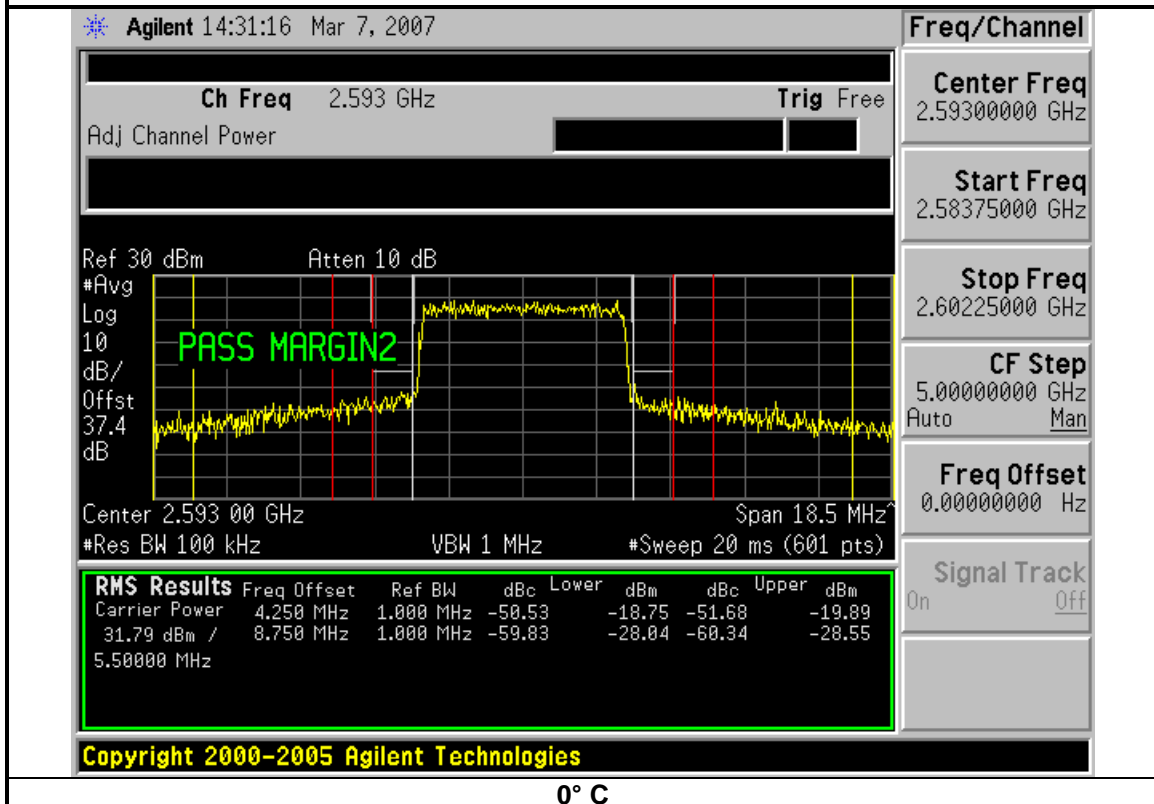 Agilent 14:31:16 Mar 7, 2007
Freq/Channel
Ch Freq 2.593 GHz Trig Free
Adj Channel Power
Center Freq
2.59300000 GHz
Start Freq
2.58375000 GHz
Stop Freq
2.60225000 GHz
CF Step
5.00000000 GHz
Auto Man
Freq Offset
0.00000000 Hz
Signal Track
On Off
Ref 30 dBm Atten 10 dB
#Avg
Log
10
dB/
Offst
37.4
dB
PASS MARGIN2
Center 2.593 00 GHz Span 18.5 MHz^
#Res BW 100 kHz VBW 1 MHz #Sweep 20 ms (601 pts)
RMS Results Freq Offset Ref BW dBc Lower dBm dBc Upper dBm
Carrier Power 4.250 MHz 1.000 MHz -50.53 -18.75 -51.68 -19.89
31.79 dBm / 8.750 MHz 1.000 MHz -59.83 -28.04 -60.34 -28.55
5.50000 MHz
Copyright 2000-2005 Agilent Technologies
0° C